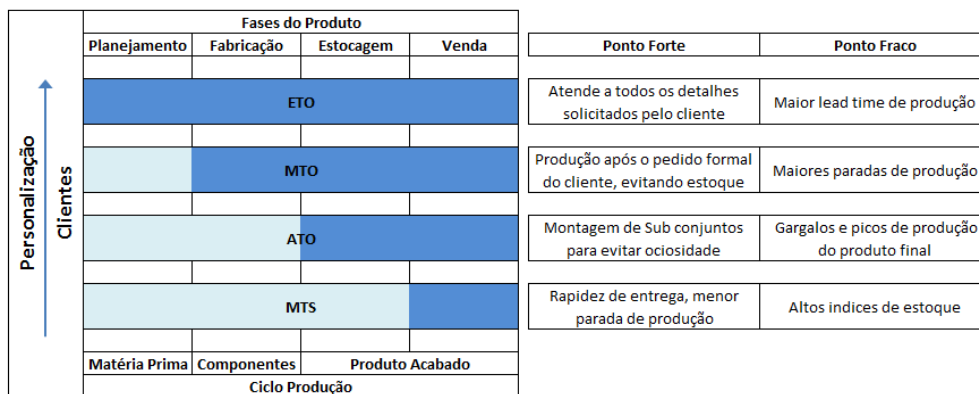 Fases do Produto
Planejamento Fabricação Estocagem Venda
Ponto Forte Ponto Fraco
Personalização
Clientes
ETO
Atende a todos os detalhes
solicitados pelo cliente
Maior lead time de produção
MTO
Produção após o pedido formal
do cliente, evitando estoque
Maiores paradas de produção
ATO
Montagem de Sub conjuntos
para evitar ociosidade
Gargalos e picos de produção
do produto final
MTS
Rapidez de entrega, menor
parada de produção
Altos indices de estoque
Matéria Prima Componentes Produto Acabado
Ciclo Produção